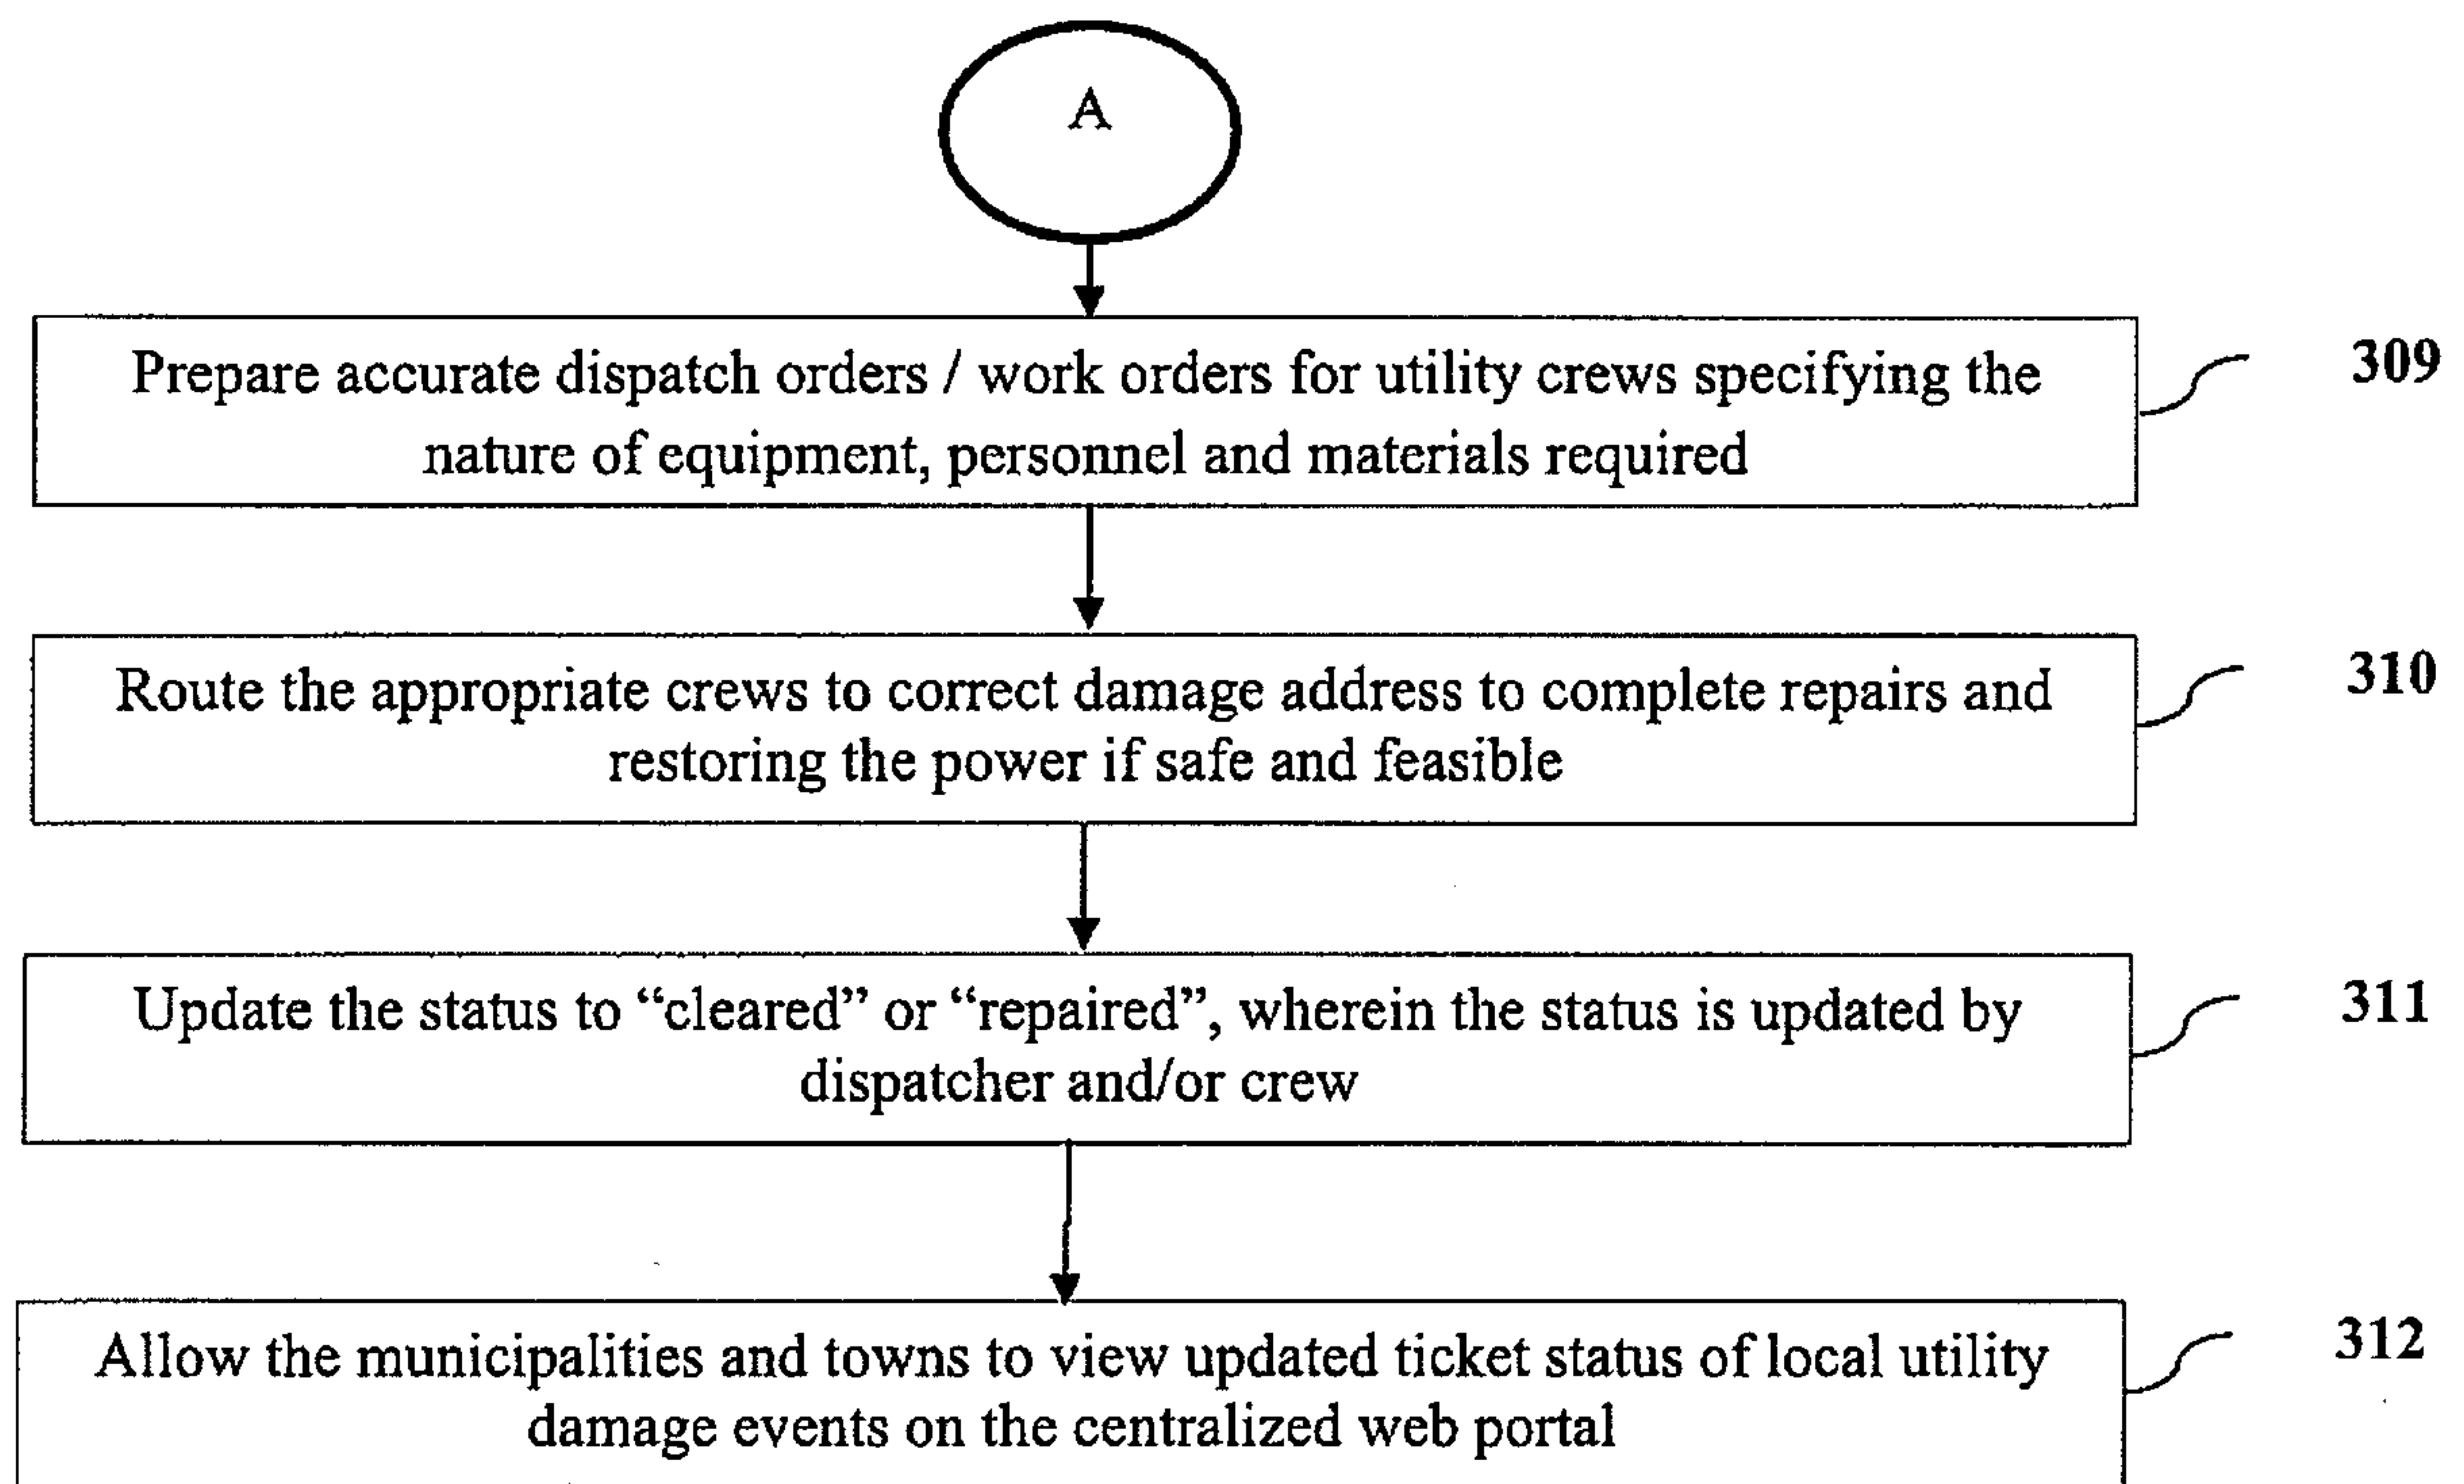 A
Prepare accurate dispatch orders / work orders for utility crews specifying the
nature of equipment, personnel and materials required
309
Route the appropriate crews to correct damage address to complete repairs and
restoring the power if safe and feasible
310
Update the status to “cleared” or “repaired”, wherein the status is updated by
dispatcher and/or crew
311
Allow the municipalities and towns to view updated ticket status of local utility
damage events on the centralized web portal
312